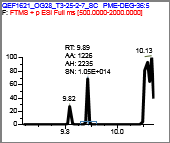 QEF1621_OG28_T3-25-2-7_SC PME-DEG-36:5
F: FTMS + p ESI Full ms [500.0000-2000.0000]
RT: 9.89
AA: 1226
AH: 2235
SN: 1.05E+014
10.13
9.82
100
80
60
40
20
0
9.8
10.0